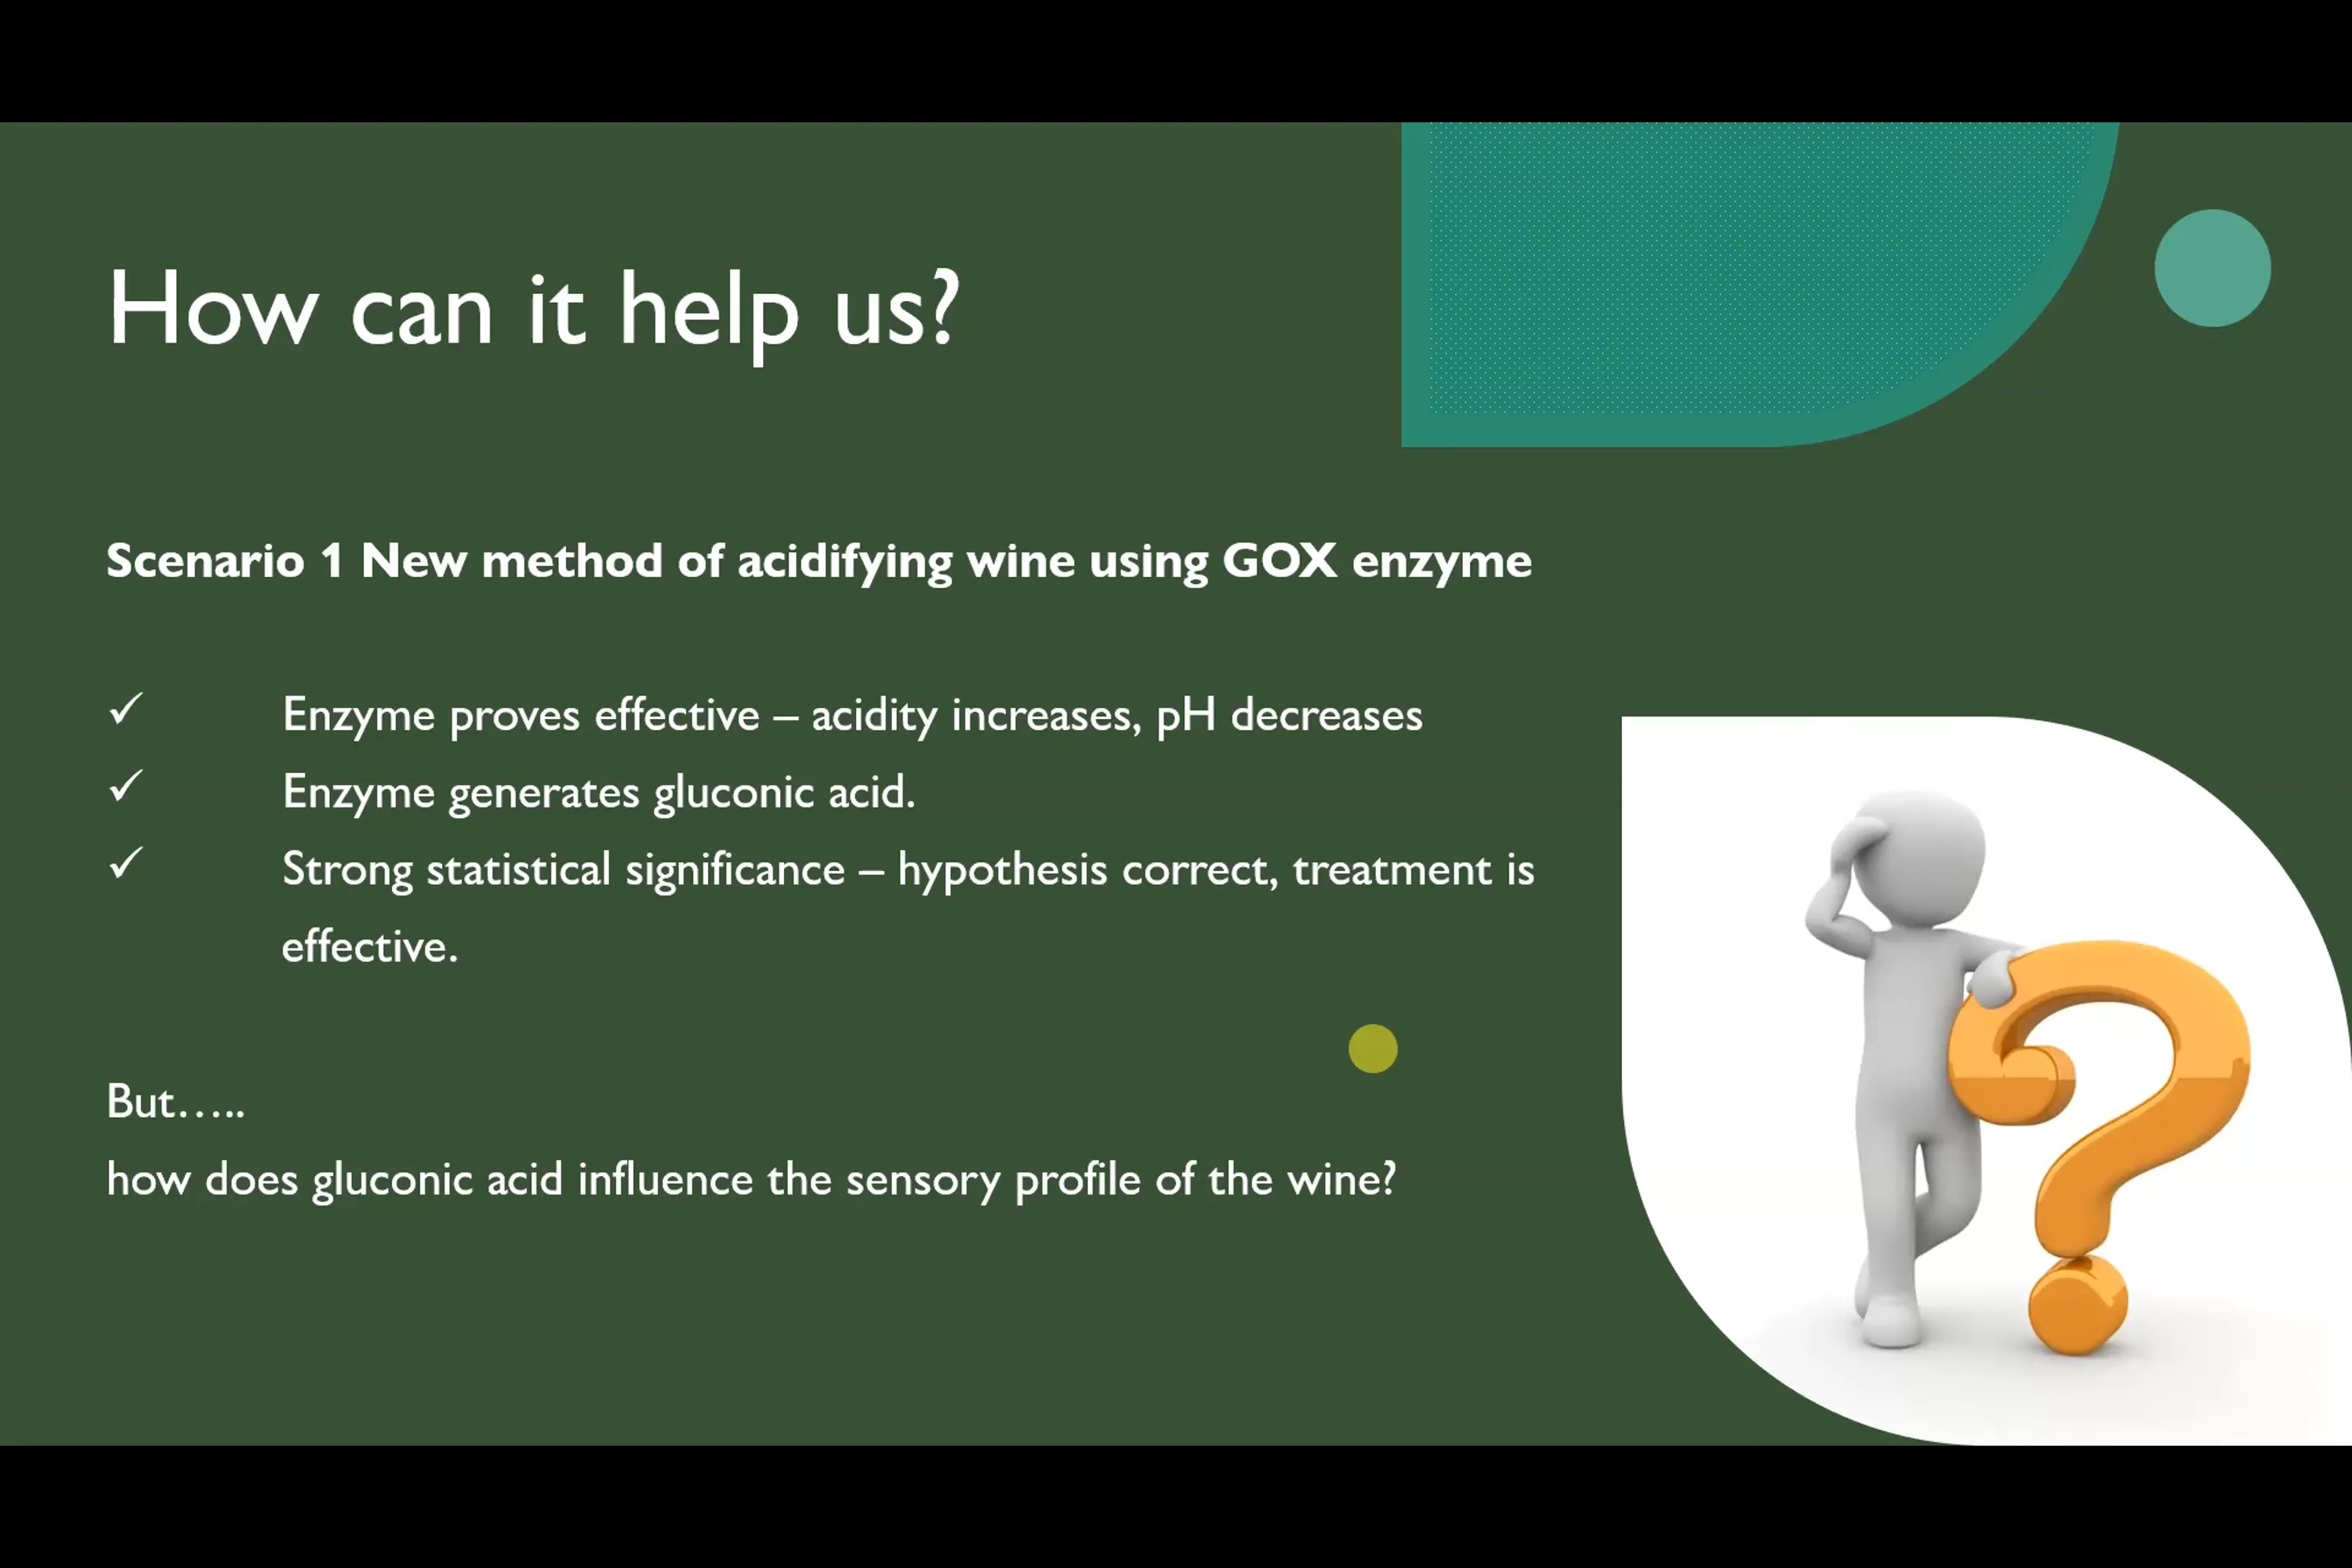 How can it help us?
Scenario 1 New method of acidifying wine using GOX enzyme
✓ Enzyme proves effective – acidity increases, pH decreases
✓ Enzyme generates gluconic acid.
✓ Strong statistical significance – hypothesis correct, treatment is
effective.
But.....
how does gluconic acid influence the sensory profile of the wine?